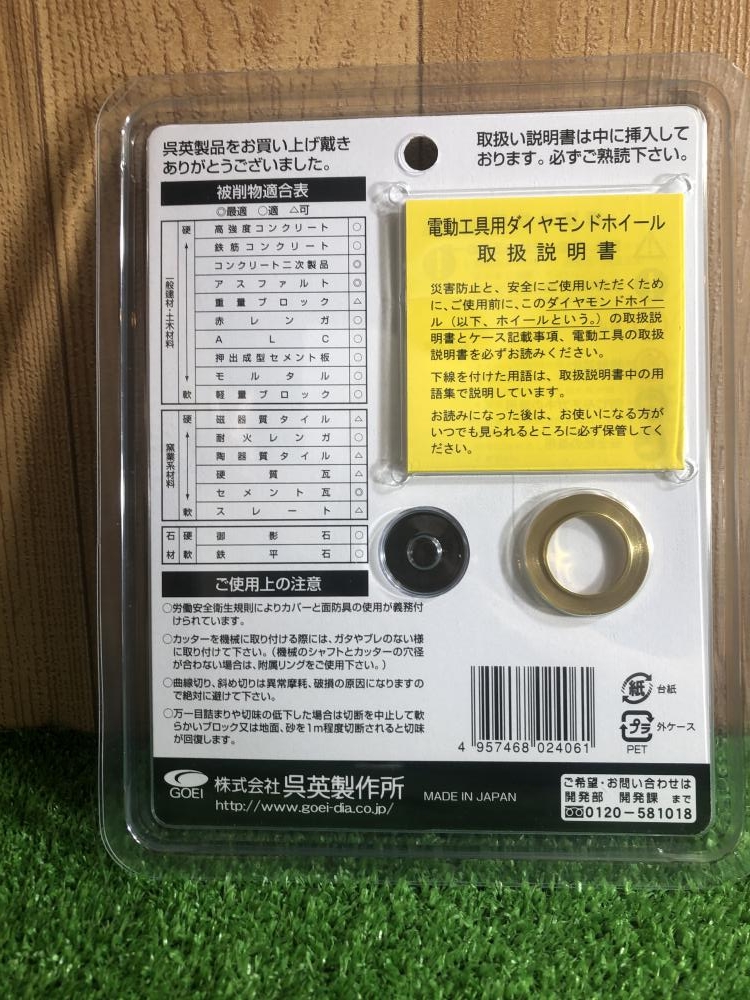 呉英製品をお買い上げ戴き
ありがとうございました。
取扱い説明書は中に挿入して
おります。必ずご熟読下さい。
被削物適合表
◎最適 ○適 △可
一般建材・土木材料
硬
軟
高強度コンクリート ○
鉄筋コンクリート ○
コンクリート二次製品 ◎
アスファルト ◎
重量ブロック △
赤レンガ ○
ALC ○
押出成型セメント板 ○
モルタル ○
軽量ブロック ○
窯業系材料
硬
軟
磁器質タイル △
耐火レンガ ○
陶器質タイル △
硬質瓦 △
セメント瓦 ◎
スレート △
石材
硬 御影石 ○
軟 鉄平石 ○
電動工具用ダイヤモンドホイール
取扱説明書
災害防止と、安全にご使用いただくため
に、ご使用前に、このダイヤモンドホイー
ル(以下、ホイールという。)の取扱説
明書とケース記載事項、電動工具の取扱
説明書を必ずお読みください。
下線を付けた用語は、取扱説明書中の用
語集で説明しています。
お読みになった後は、お使いになる方が
いつでも見られるところに必ず保管してく
ださい。
ご使用上の注意
○労働安全衛生規則によりカバーと面防具の使用が義務付
けられています。
○カッターを機械に取り付ける際には、ガタやブレのない様
に取り付けて下さい。(機械のシャフトとカッターの穴径
が合わない場合は、附属リングをご使用下さい。)
○曲線切り、斜め切りは異常摩耗、破損の原因になりますの
で絶対に避けて下さい。
○万一目詰まりや切味の低下した場合は切断を中止して軟
らかいブロック又は地面、砂を1m程度切断されると切味
が回復します。
4 957468 024061
紙 台紙
プラ 外ケース
PET
GOEI 株式会社 呉英製作所
http://www.goei-dia.co.jp/
MADE IN JAPAN
ご希望・お問い合わせは
開発部 開発課 まで
0120-581018